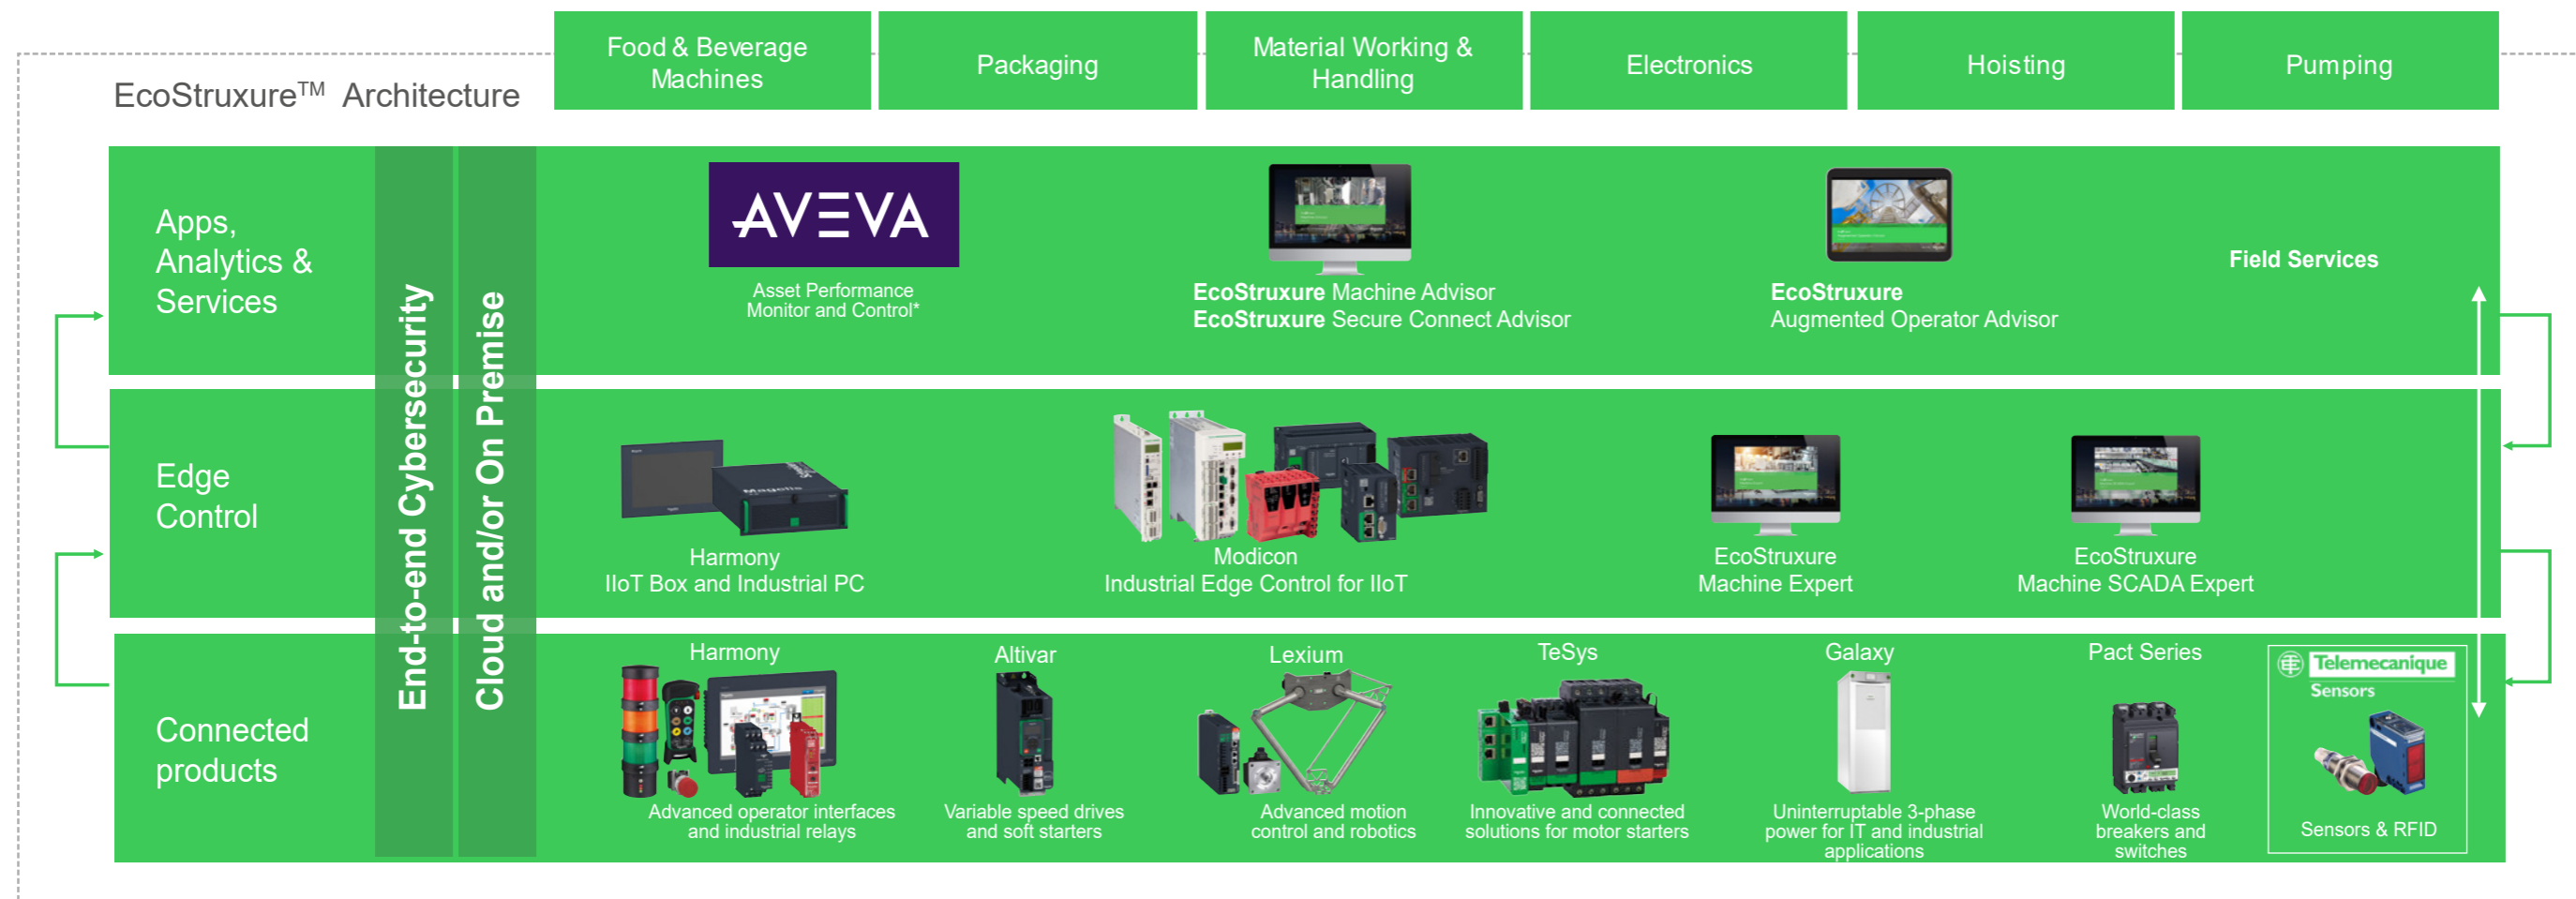 Food & Beverage
Machines
Packaging
Material Working &
Handling
Electronics
Hoisting
Pumping
EcoStruxure™ Architecture
Apps,
Analytics &
Services
End-to-end Cybersecurity
Cloud and/or On Premise
AVEVA
Asset Performance
Monitor and Control*
EcoStruxure Machine Advisor
EcoStruxure Secure Connect Advisor
EcoStruxure
Augmented Operator Advisor
Field Services
Edge
Control
Magelis
Harmony
IIoT Box and Industrial PC
Modicon
Industrial Edge Control for IIoT
EcoStruxure
Machine Expert
EcoStruxure
Machine SCADA Expert
Connected
products
Harmony
Advanced operator interfaces
and industrial relays
Altivar
Variable speed drives
and soft starters
Lexium
Advanced motion
control and robotics
TeSys
Innovative and connected
solutions for motor starters
Galaxy
Uninterruptable 3-phase
power for IT and industrial
applications
Pact Series
World-class
breakers and
switches
Telemecanique
Sensors
Sensors & RFID